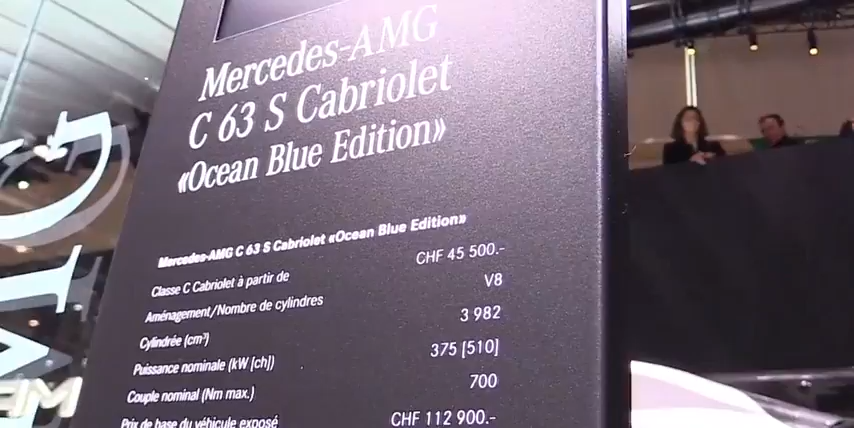 Mercedes-AMG
C 63 S Cabriolet
«Ocean Blue Edition»
Mercedes-AMG C 63 S Cabriolet «Ocean Blue Edition»
Classe C Cabriolet à partir de CHF 45 500.-
Aménagement/Nombre de cylindres V8
Cylindrée (cm³) 3 982
Puissance nominale (kW [ch]) 375 [510]
Couple nominal (Nm max.) 700
Prix de base du véhicule exposé CHF 112 900.-